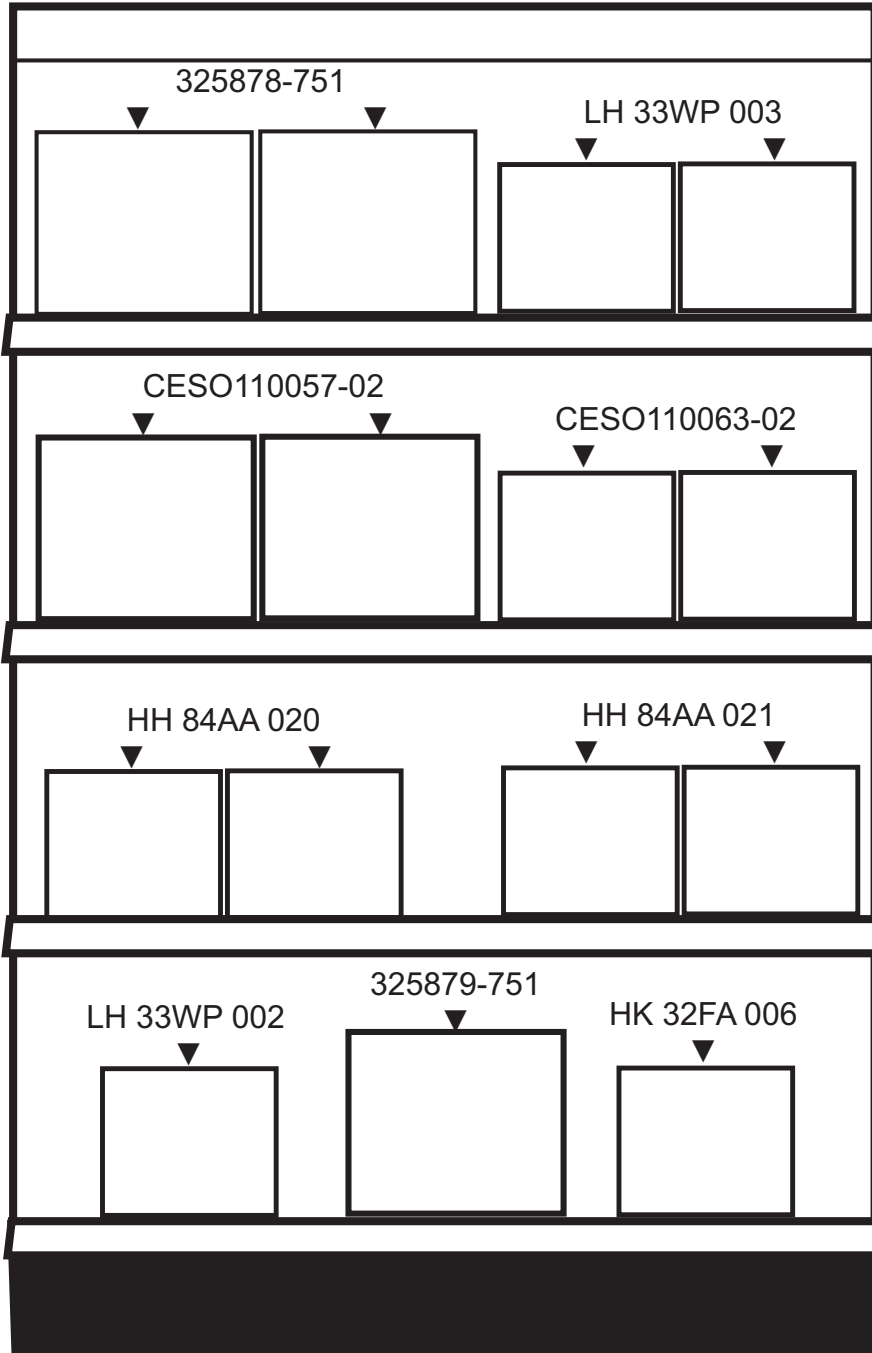 325878-751
LH 33WP 003
CESO110057-02
CESO110063-02
HH 84AA 020
HH 84AA 021
LH 33WP 002
325879-751
HK 32FA 006